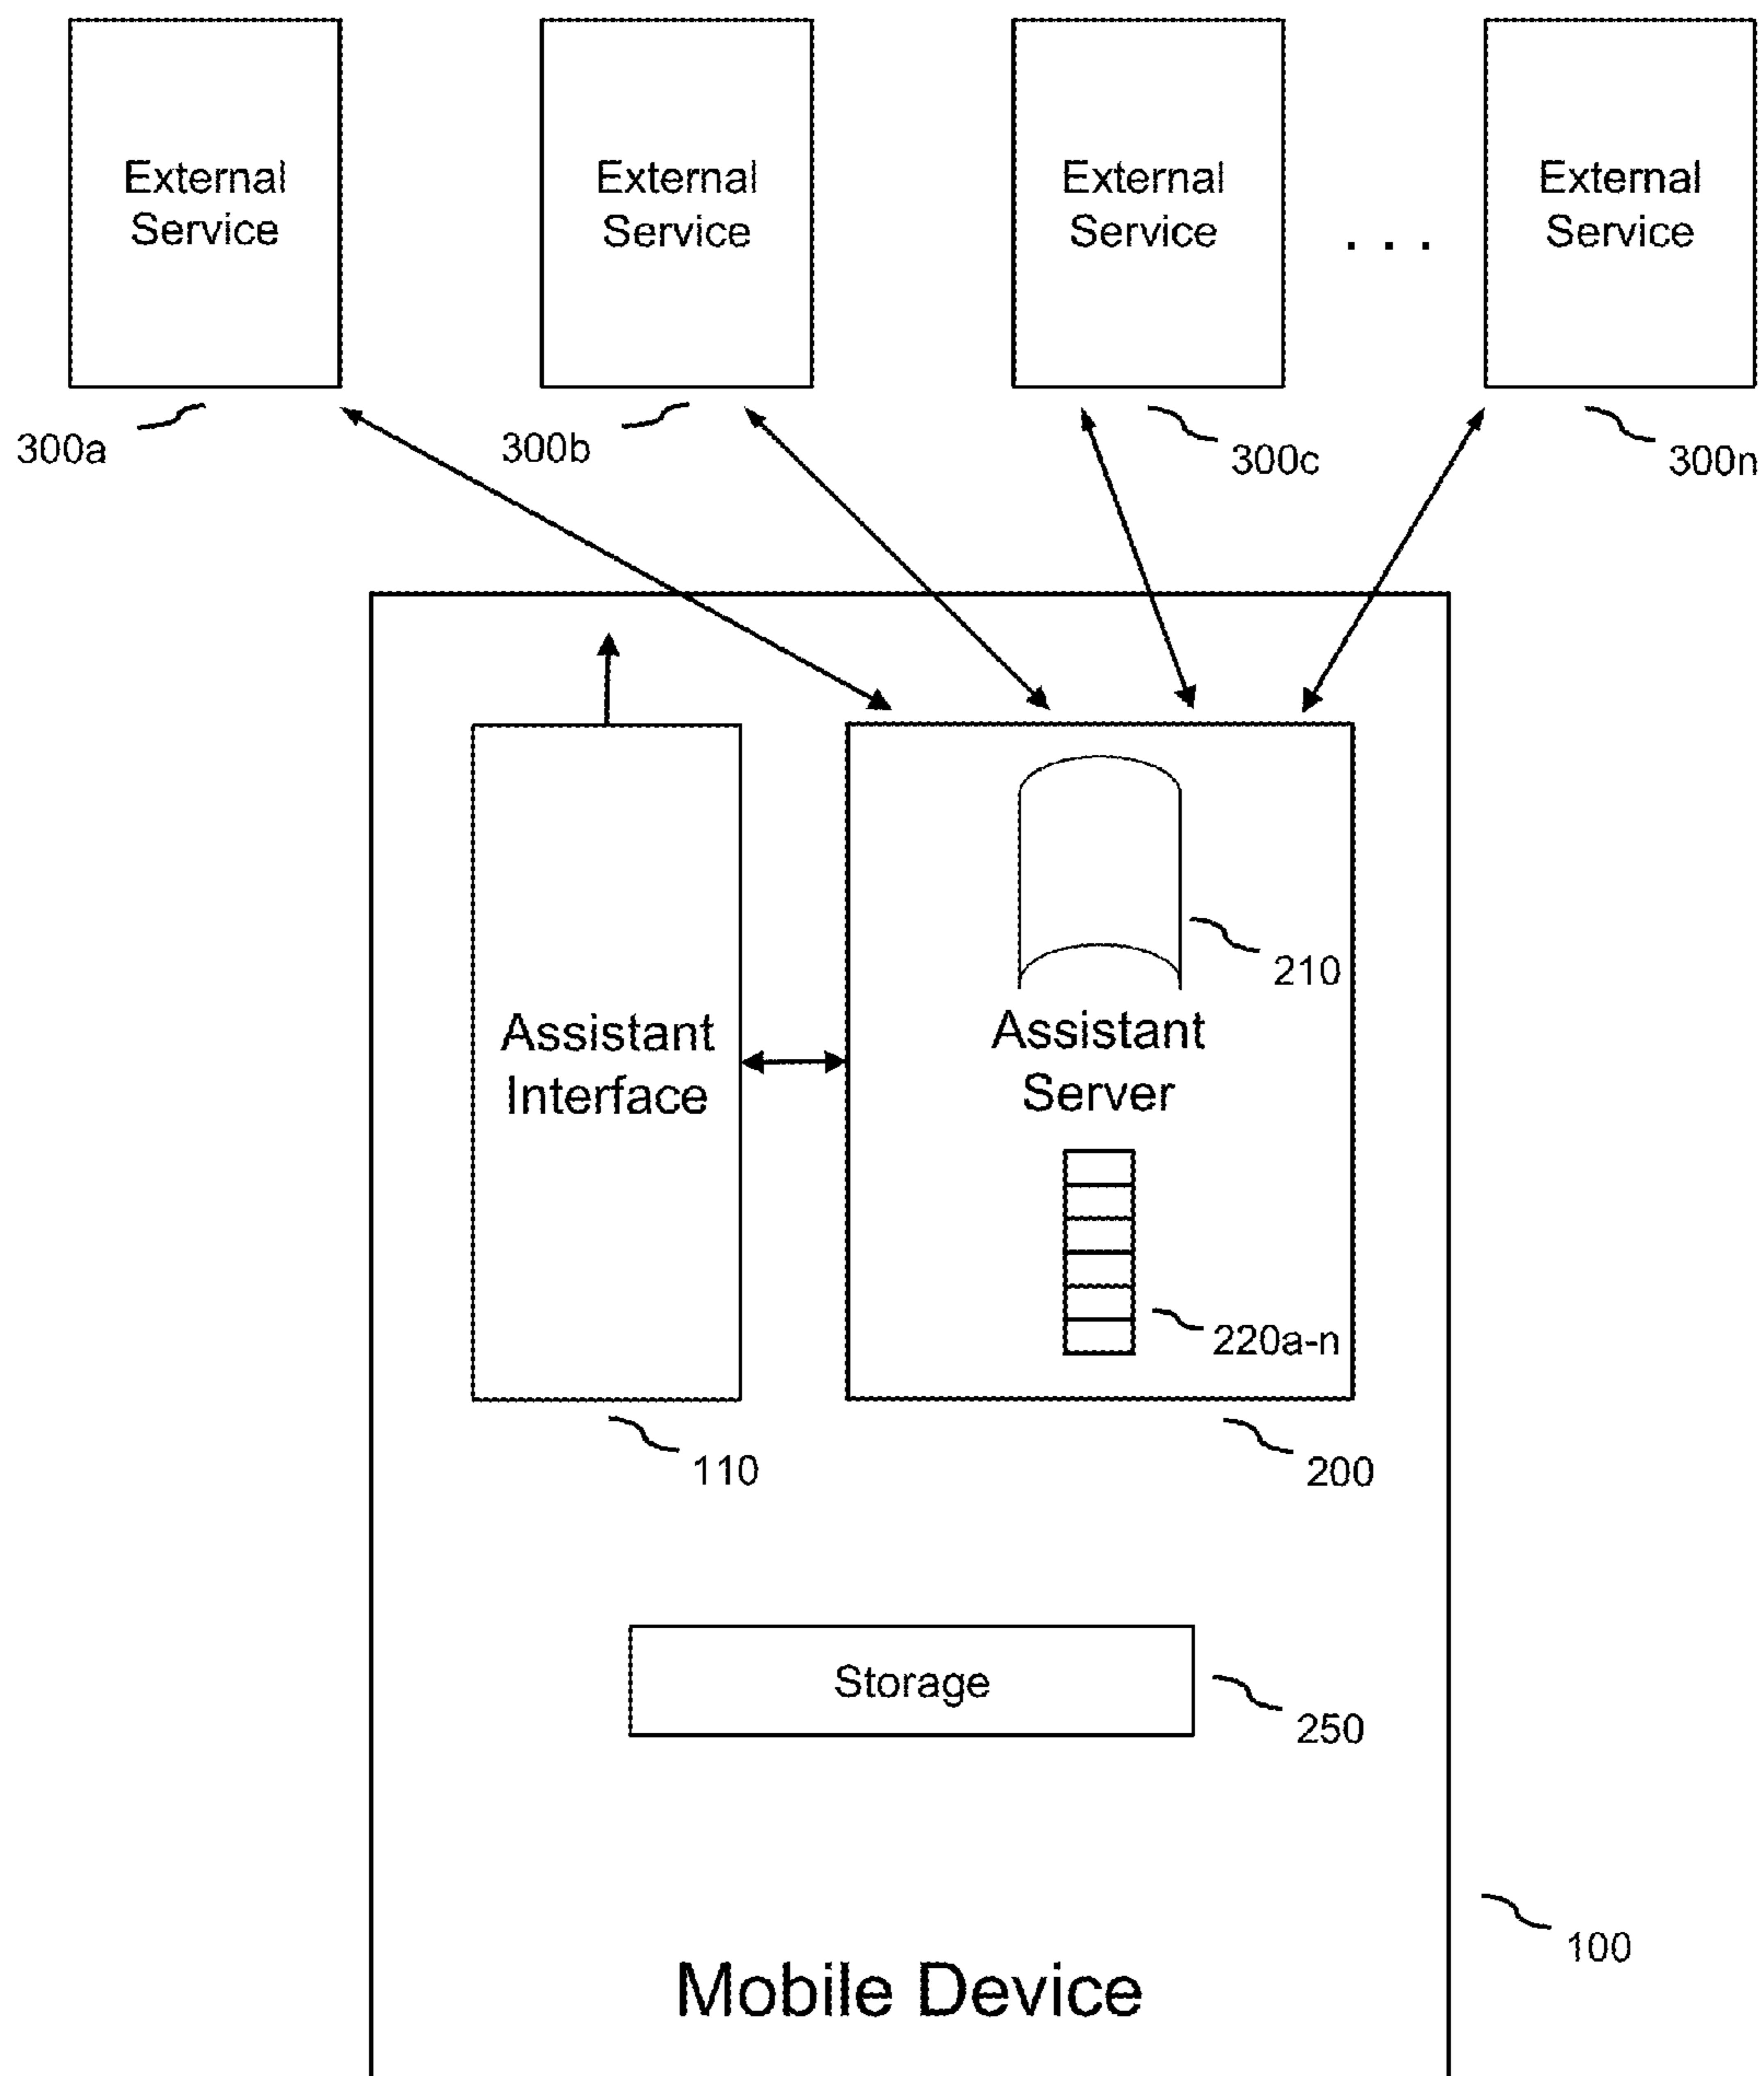 External
Service
External
Service
External
Service
. . .
External
Service
300a
300b
300c
300n
210
Assistant
Interface
Assistant
Server
220a-n
110
200
Storage
250
100
Mobile Device